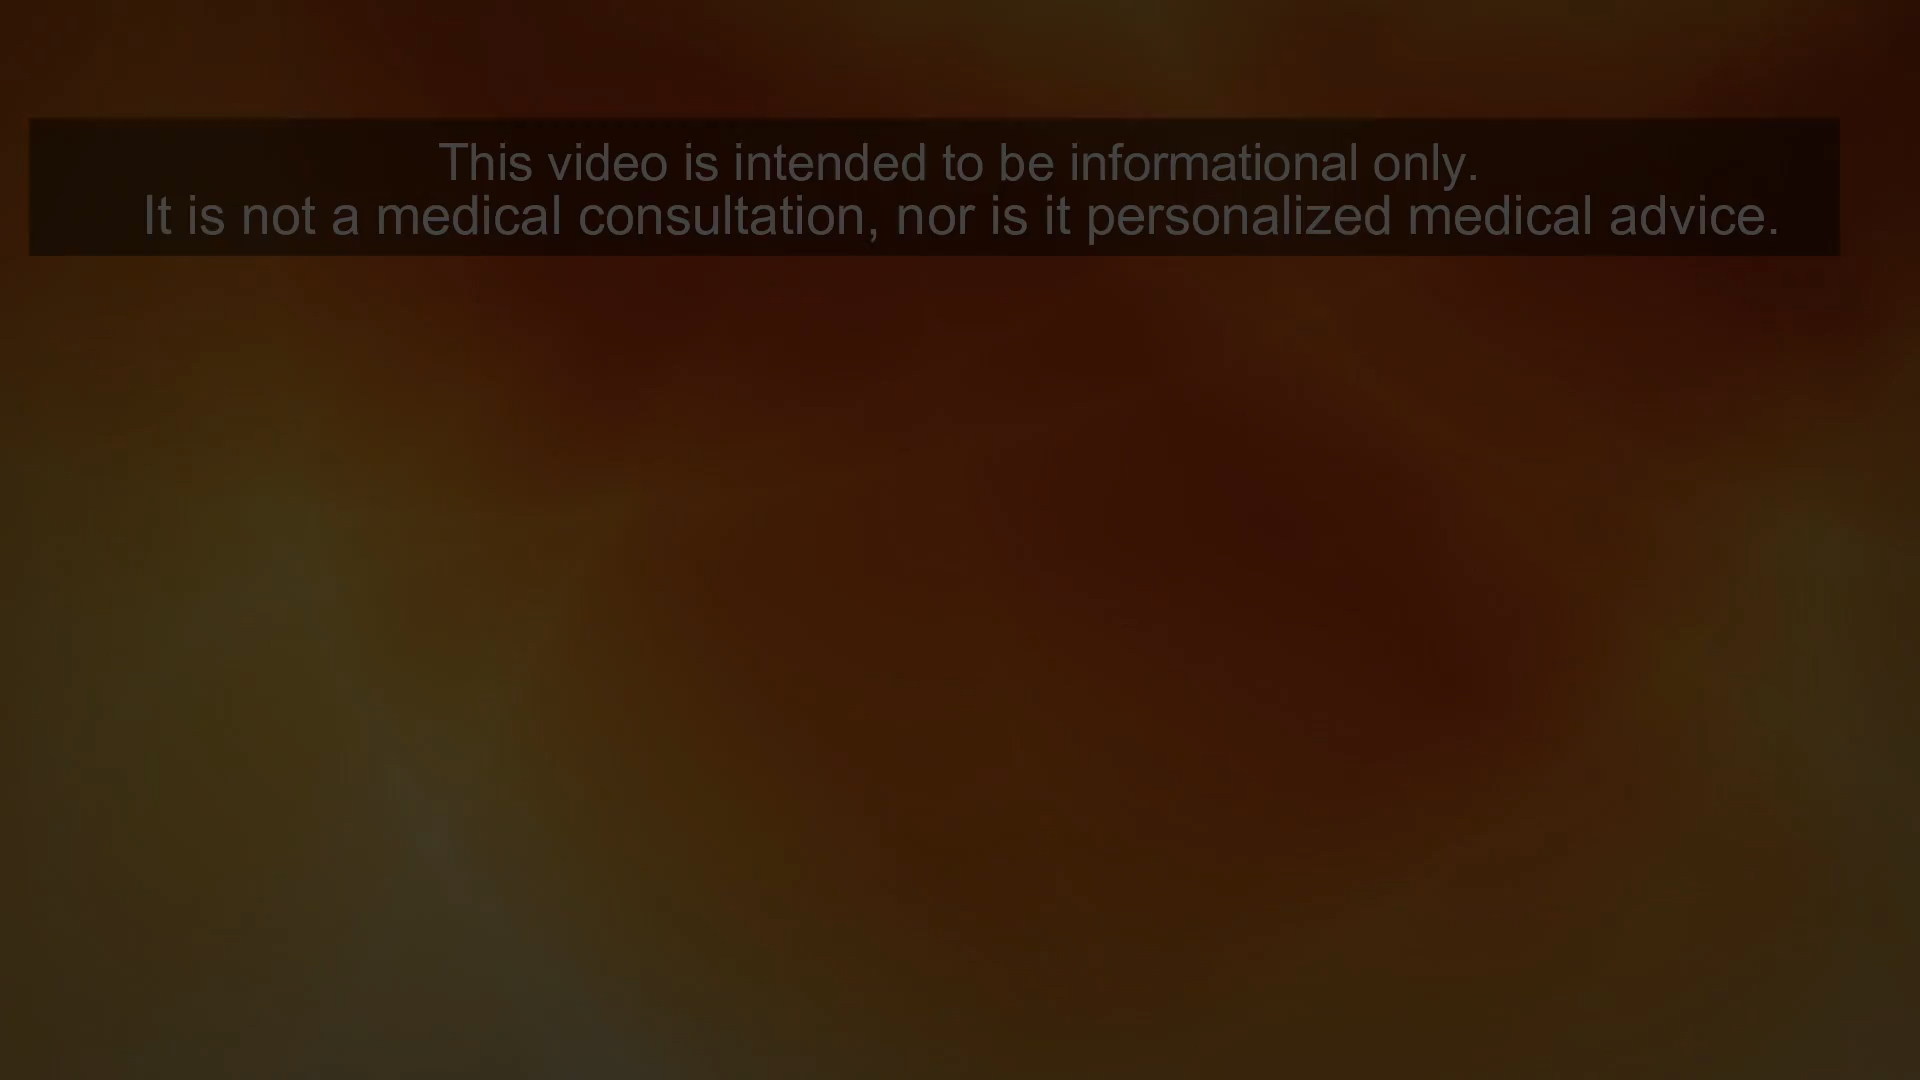 This video is intended to be informational only.
It is not a medical consultation, nor is it personalized medical advice.